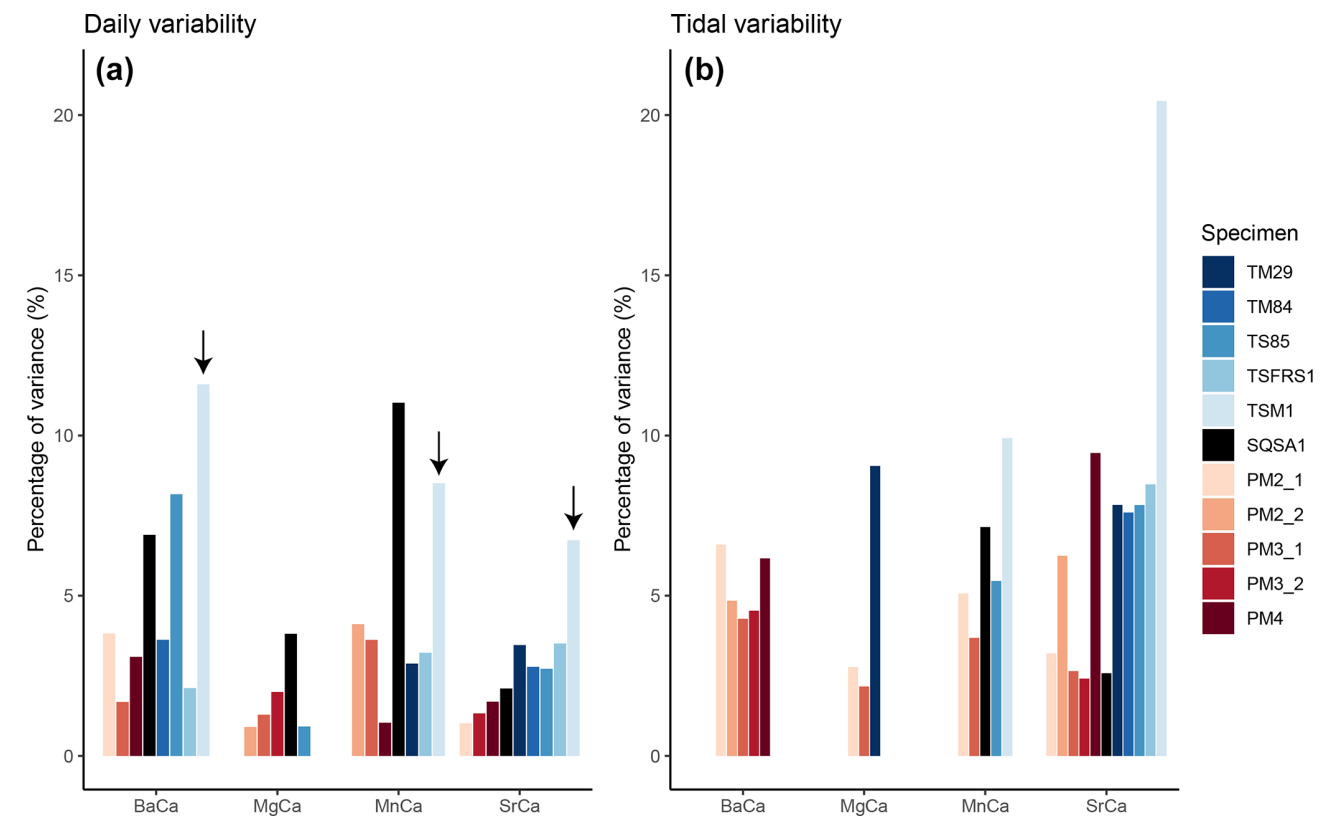 Daily variability
(a)
Percentage of variance (%)
20
15
10
5
0
BaCa
MgCa
MnCa
SrCa
Tidal variability
(b)
Percentage of variance (%)
20
15
10
5
0
BaCa
MgCa
MnCa
SrCa
Specimen
TM29
TM84
TS85
TSFRS1
TSM1
SQSA1
PM2_1
PM2_2
PM3_1
PM3_2
PM4